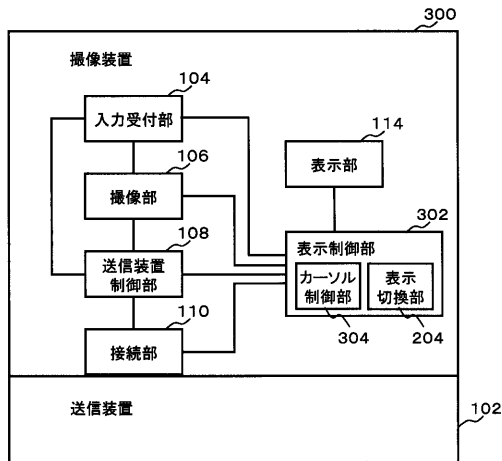 300
撮像装置
104
入力受付部
114
106
表示部
撮像部
302
108
表示制御部
送信装置
制御部
カーソル
制御部
表示
切換部
110
304
204
接続部
送信装置
102